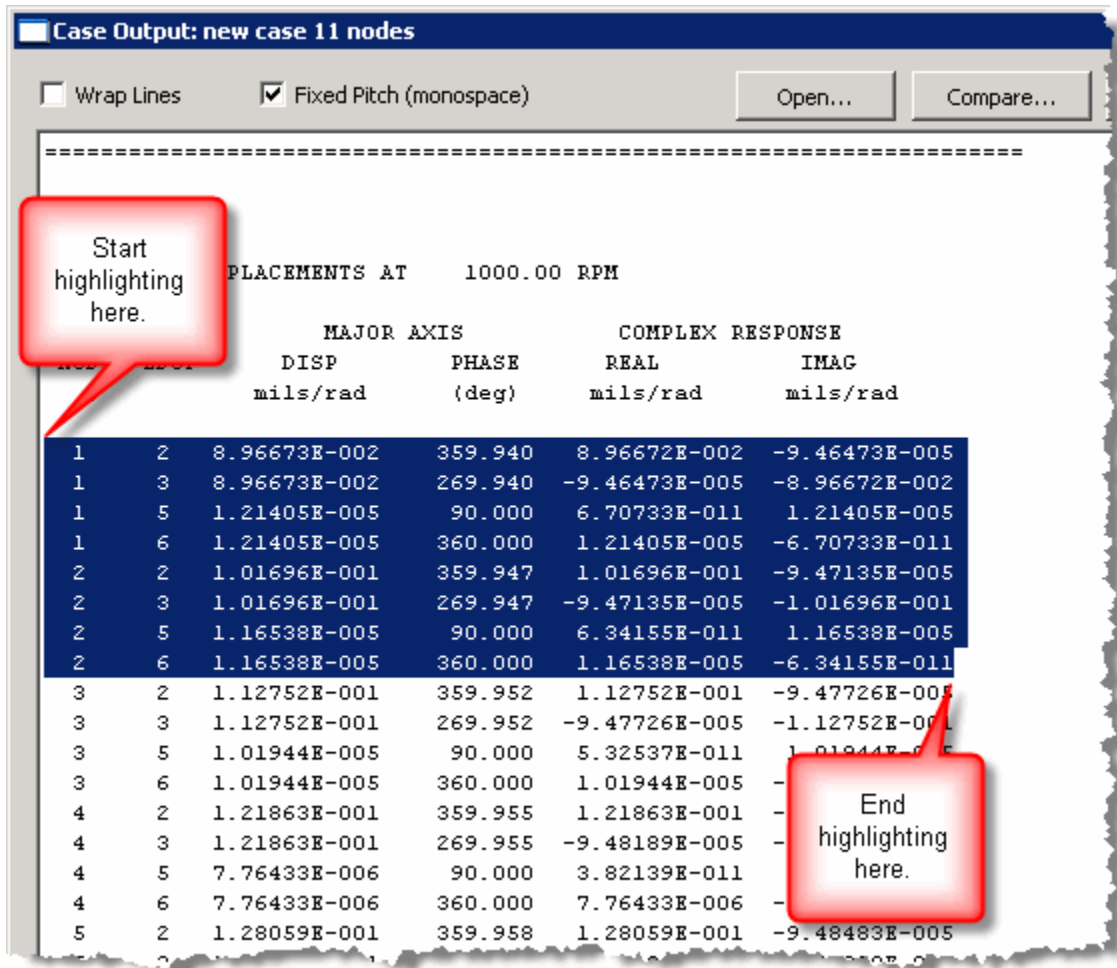 Case Output: new case 11 nodes
Wrap Lines Fixed Pitch (monospace) Open... Compare...
=====================================================================
Start
highlighting
here.
PLACEMENTS AT 1000.00 RPM
MAJOR AXIS COMPLEX RESPONSE
DISP PHASE REAL IMAG
mils/rad (deg) mils/rad mils/rad
1 2 8.96673E-002 359.940 8.96672E-002 -9.46473E-005
1 3 8.96673E-002 269.940 -9.46473E-005 -8.96672E-002
1 5 1.21405E-005 90.000 6.70733E-011 1.21405E-005
1 6 1.21405E-005 360.000 1.21405E-005 -6.70733E-011
2 2 1.01696E-001 359.947 1.01696E-001 -9.47135E-005
2 3 1.01696E-001 269.947 -9.47135E-005 -1.01696E-001
2 5 1.16538E-005 90.000 6.34155E-011 1.16538E-005
2 6 1.16538E-005 360.000 1.16538E-005 -6.34155E-011
3 2 1.12752E-001 359.952 1.12752E-001 -9.47726E-005
3 3 1.12752E-001 269.952 -9.47726E-005 -1.12752E-001
3 5 1.01944E-005 90.000 5.32537E-011 1.01944E-005
3 6 1.01944E-005 360.000 1.01944E-005 -
4 2 1.21863E-001 359.955 1.21863E-001 -
4 3 1.21863E-001 269.955 -9.48189E-005 -
4 5 7.76433E-006 90.000 3.82139E-011
4 6 7.76433E-006 360.000 7.76433E-006 -
End
highlighting
here.
5 2 1.28059E-001 359.958 1.28059E-001 -9.48483E-005